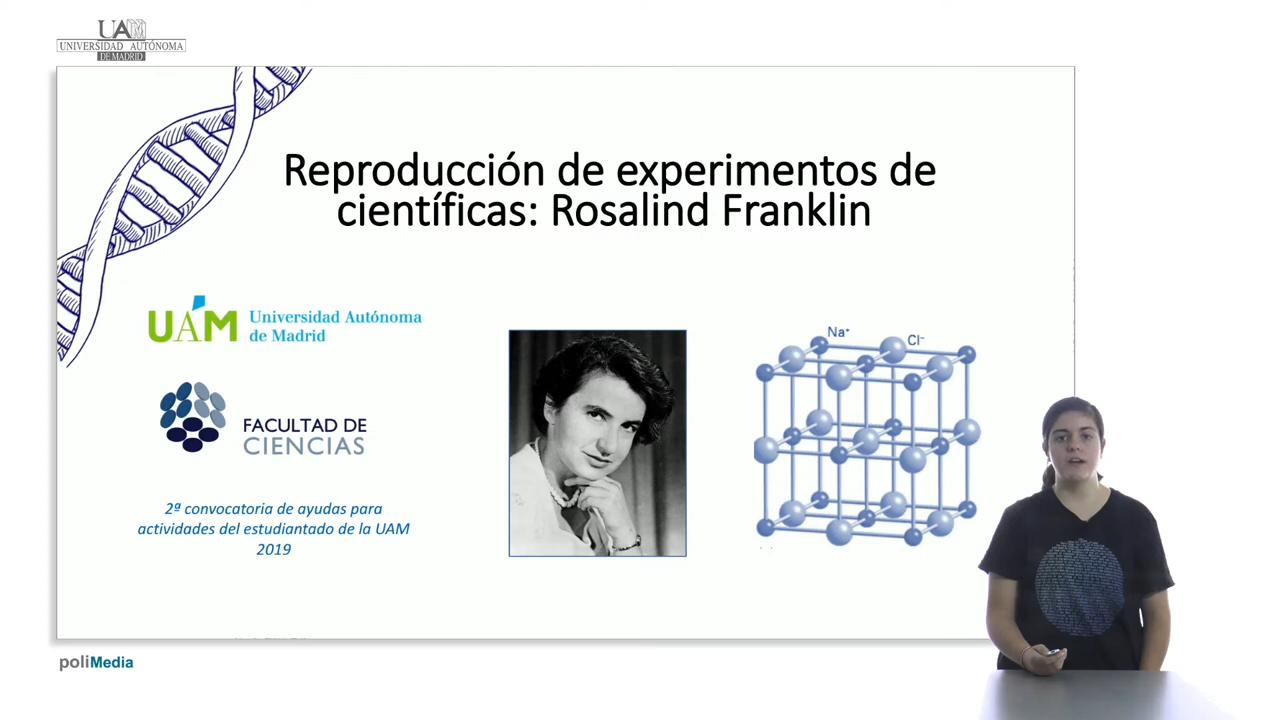 UAM
UNIVERSIDAD AUTÓNOMA
DE MADRID
Reproducción de experimentos de
científicas: Rosalind Franklin
UAM Universidad Autónoma
de Madrid
FACULTAD DE
CIENCIAS
2ª convocatoria de ayudas para
actividades del estudiantado de la UAM
2019
Na⁺
Cl⁻
poliMedia